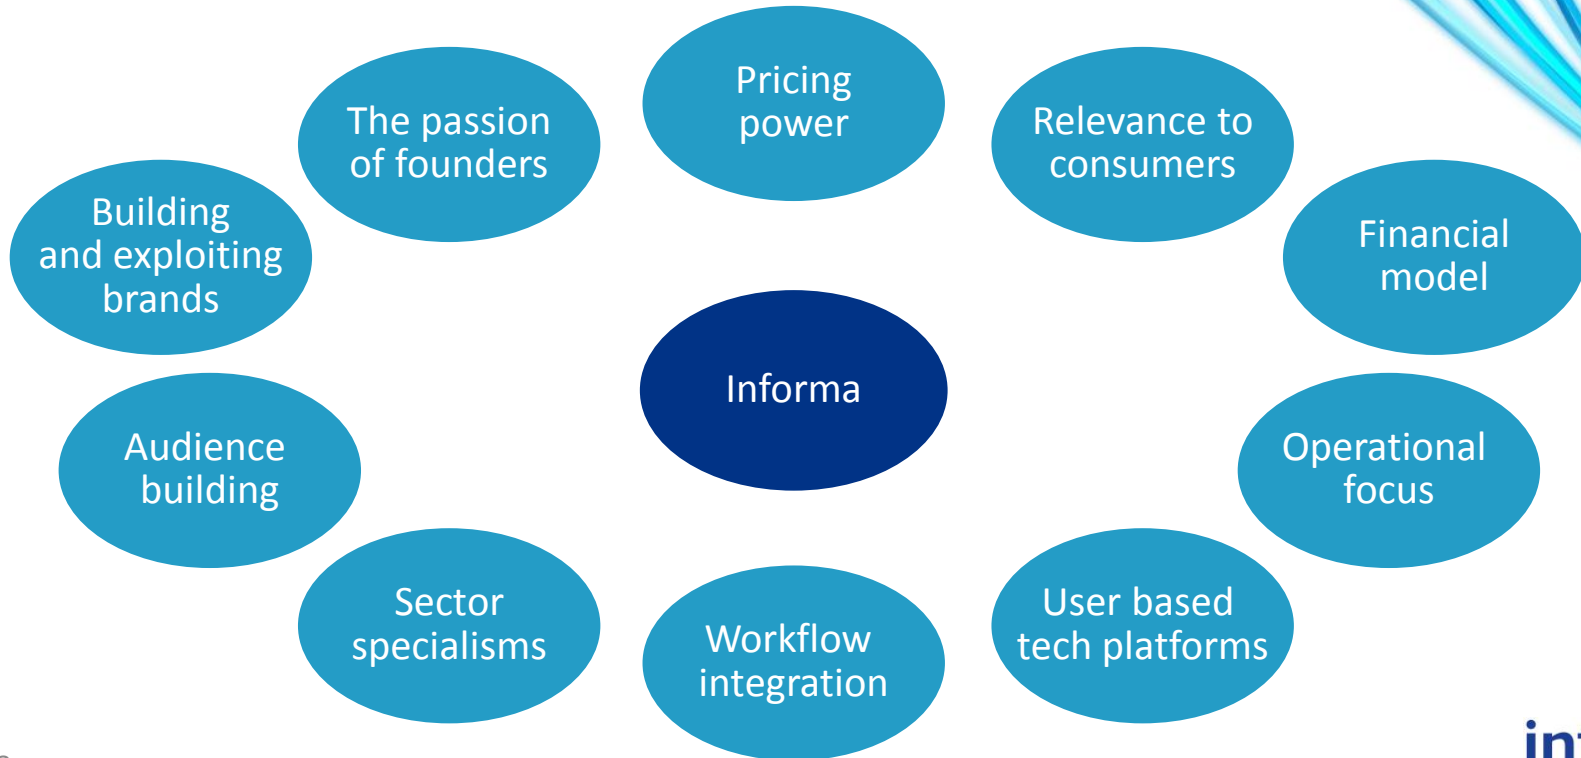 Pricing
power
The passion
of founders
Relevance to
consumers
Building
and exploiting
brands
Financial
model
Informa
Audience
building
Operational
focus
Sector
specialisms
User based
tech platforms
Workflow
integration